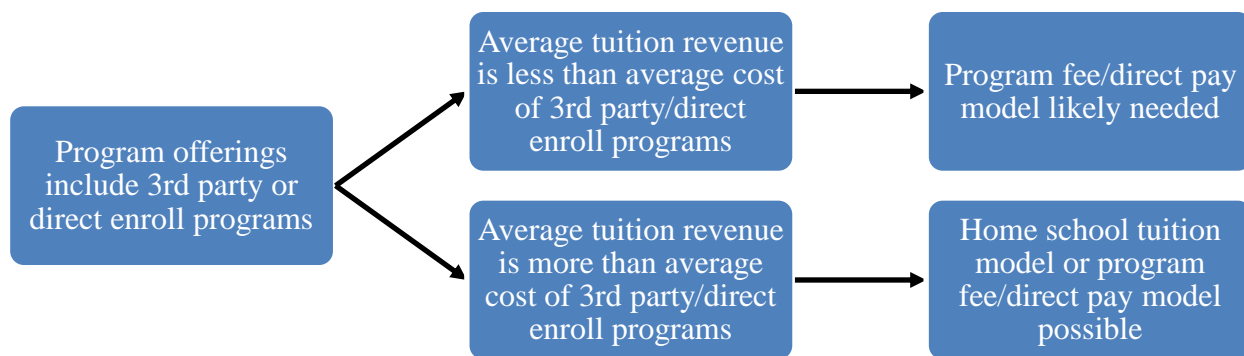 Program offerings
include 3rd party or
direct enroll programs
Average tuition revenue
is less than average cost
of 3rd party/direct
enroll programs
Program fee/direct pay
model likely needed
Average tuition revenue
is more than average
cost of 3rd party/direct
enroll programs
Home school tuition
model or program
fee/direct pay model
possible